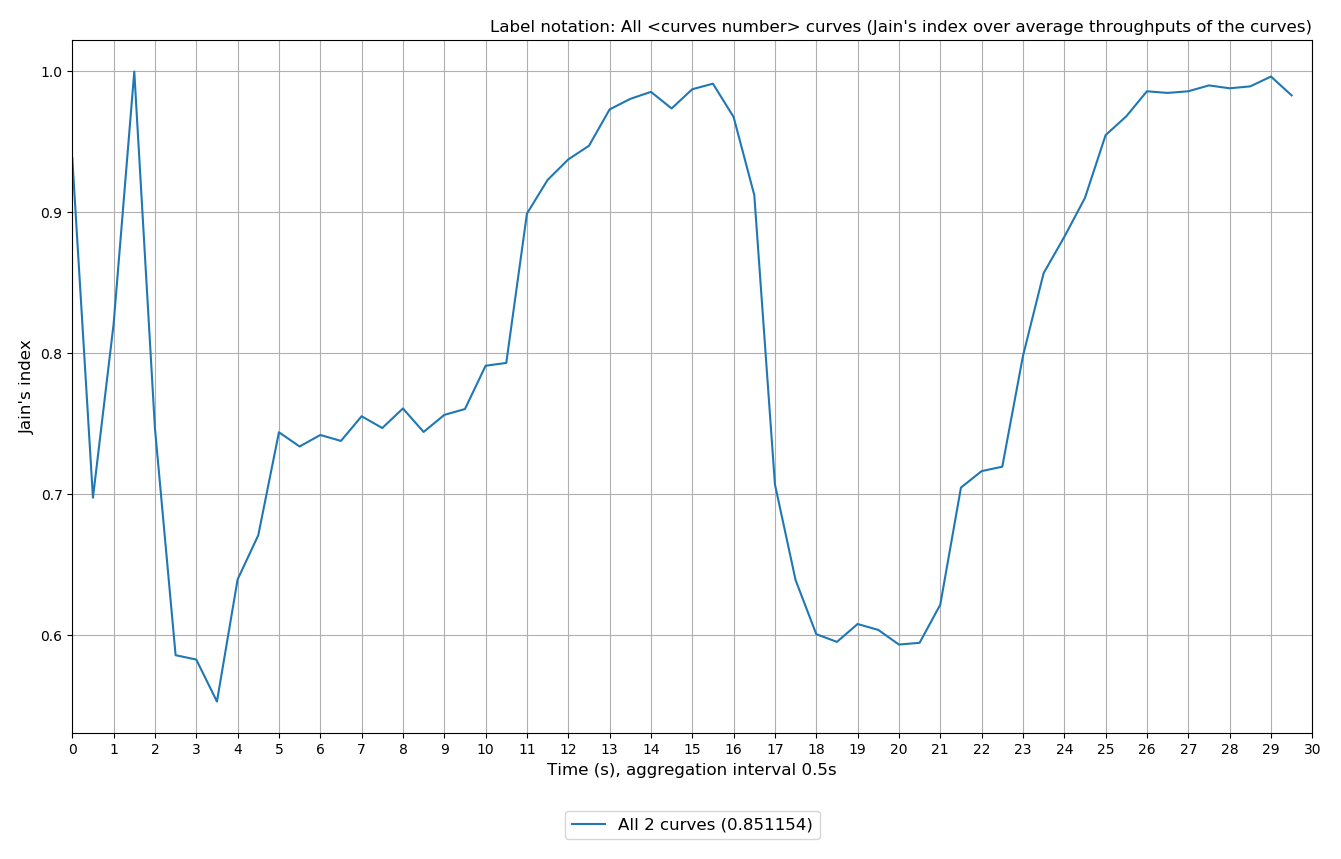 Label notation: All <curves number> curves (Jain's index over average throughputs of the curves)
1.0
0.9
0.8
0.7
0.6
Jain's index
0 1 2 3 4 5 6 7 8 9 10 11 12 13 14 15 16 17 18 19 20 21 22 23 24 25 26 27 28 29 30
Time (s), aggregation interval 0.5s
All 2 curves (0.851154)